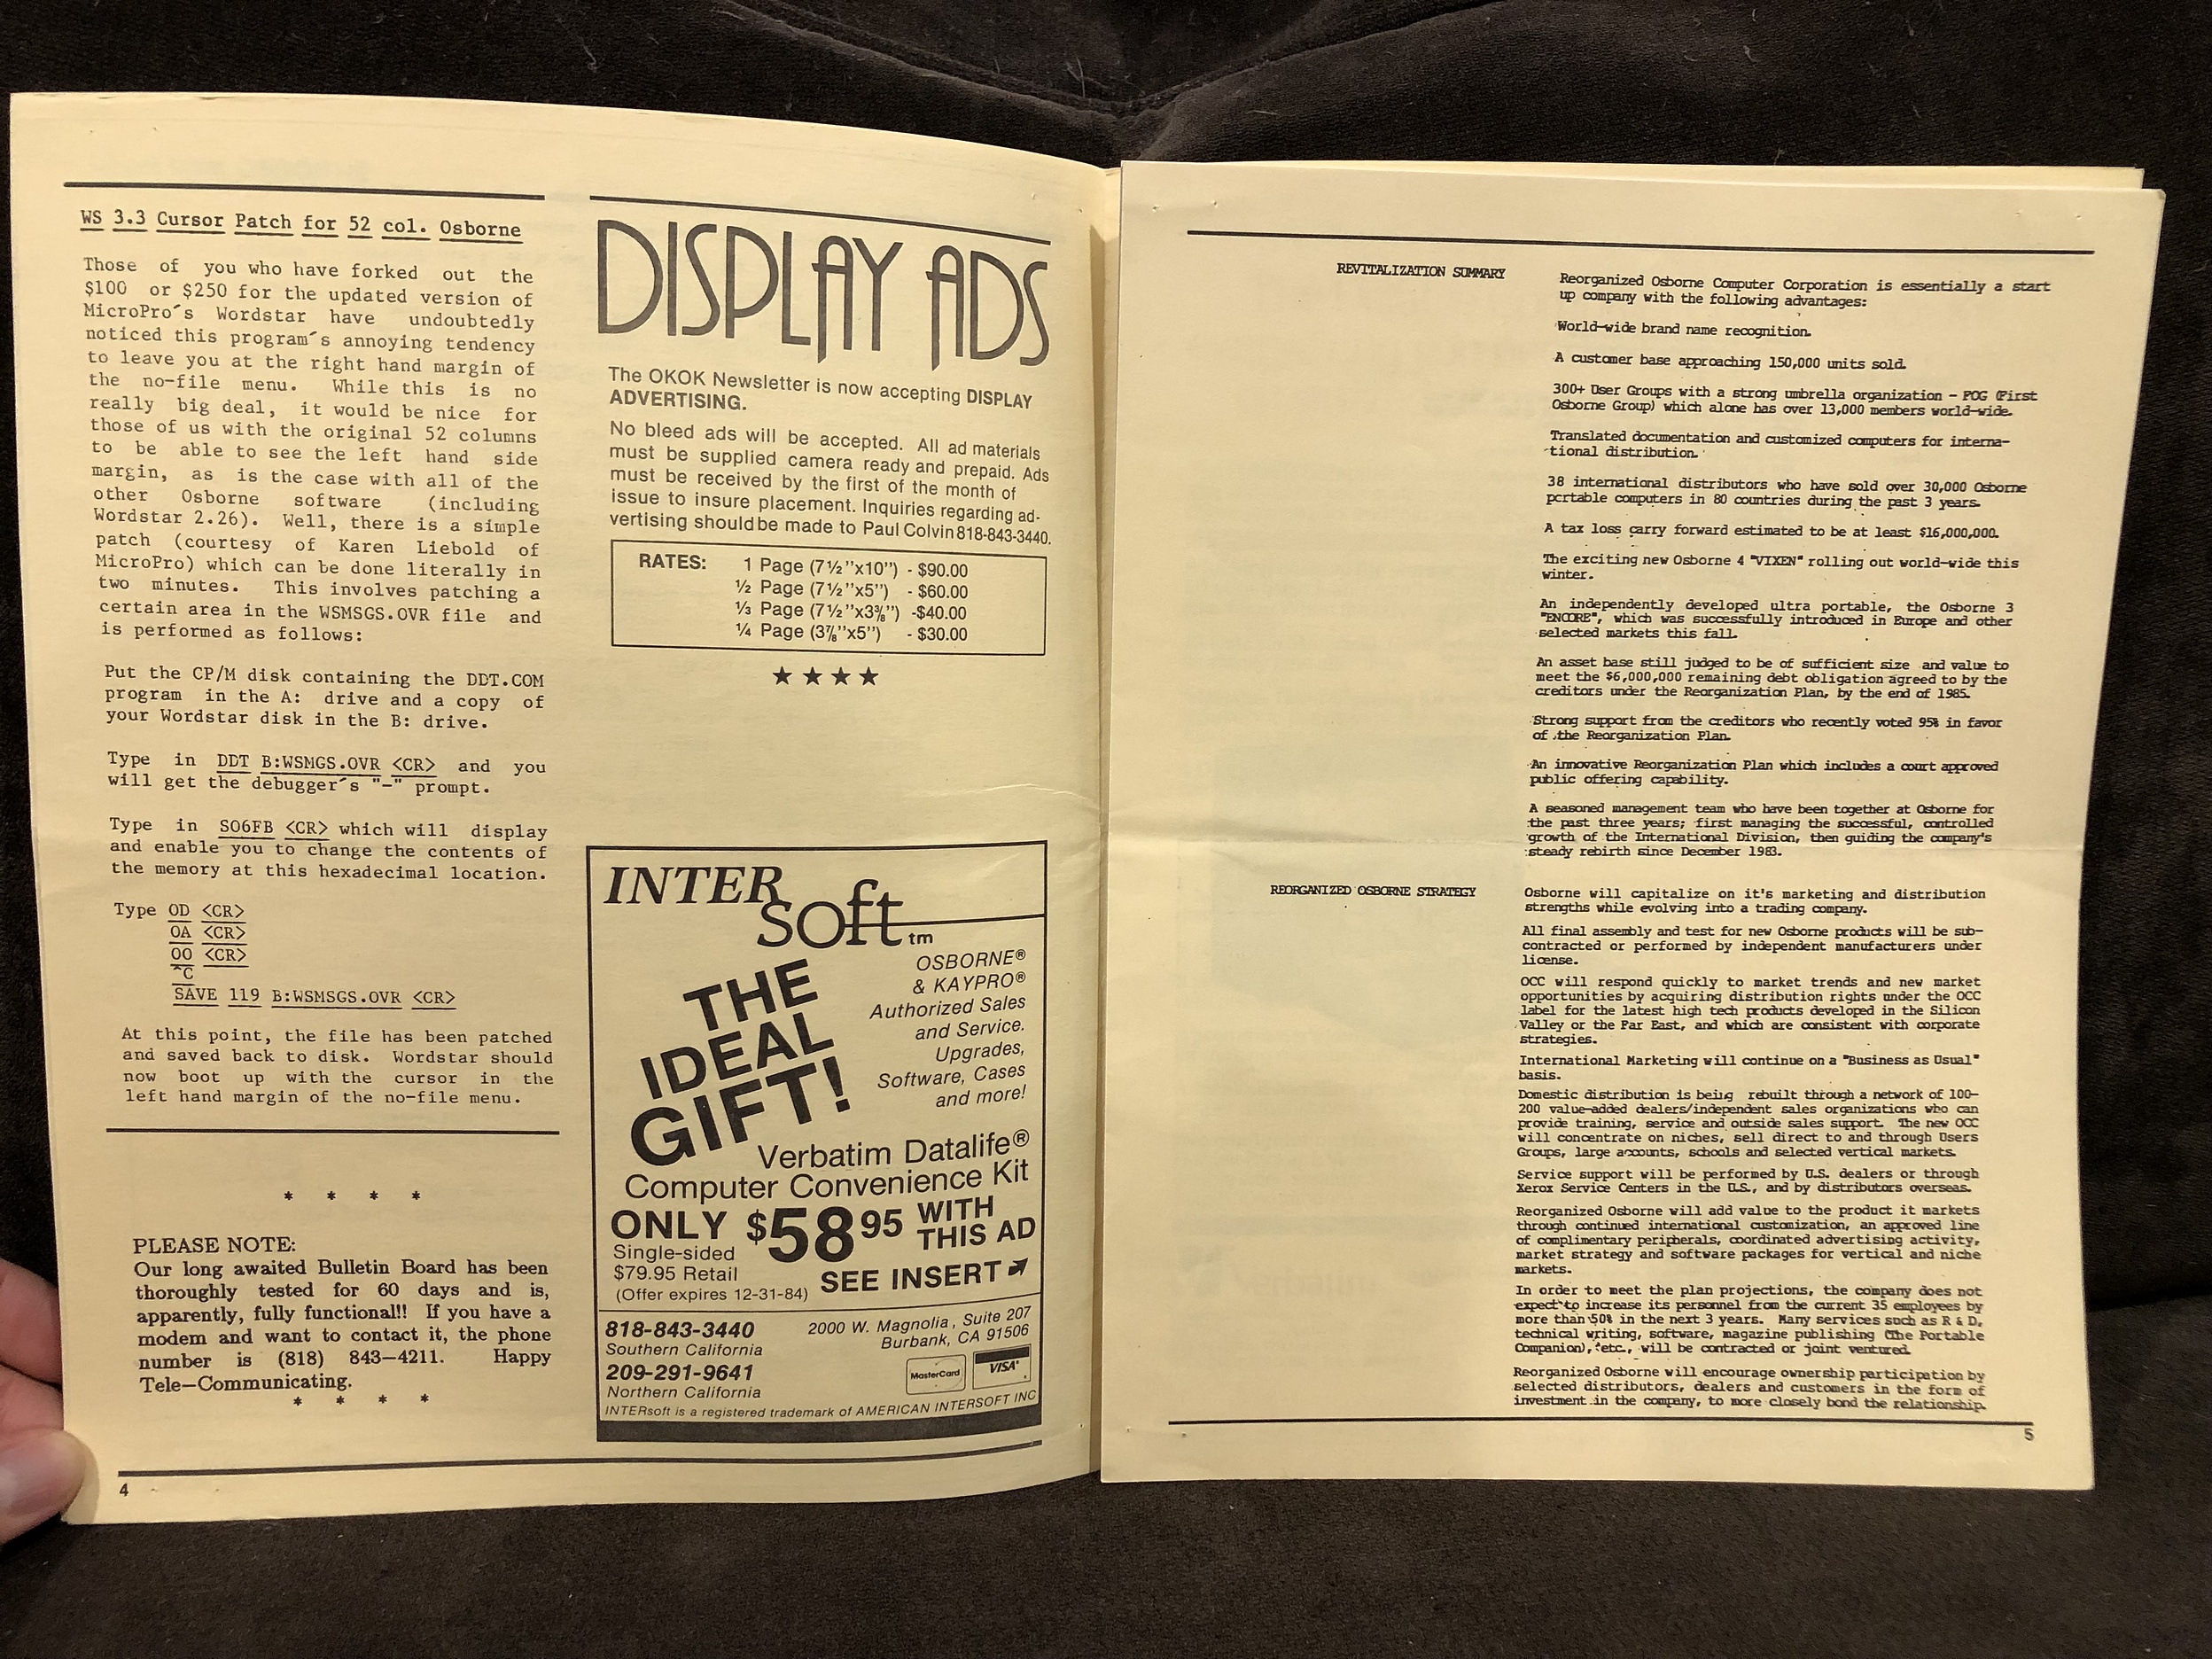 WS 3.3 Cursor Patch for 52 col. Osborne
Those of you who have forked out the
$100 or $250 for the updated version of
MicroPro´s Wordstar have undoubtedly
noticed this program´s annoying tendency
to leave you at the right hand margin of
the no-file menu. While this is no
really big deal, it would be nice for
those of us with the original 52 columns
to be able to see the left hand side
margin, as is the case with all of the
other Osborne software (including
Wordstar 2.26). Well, there is a simple
patch (courtesy of Karen Liebold of
MicroPro) which can be done literally in
two minutes. This involves patching a
certain area in the WSMSGS.OVR file and
is performed as follows:
Put the CP/M disk containing the DDT.COM
program in the A: drive and a copy of
your Wordstar disk in the B: drive.
Type in DDT B:WSMGS.OVR <CR> and you
will get the debugger´s "-" prompt.
Type in S06FB <CR> which will display
and enable you to change the contents of
the memory at this hexadecimal location.
Type 0D <CR>
0A <CR>
00 <CR>
^C
SAVE 119 B:WSMSGS.OVR <CR>
At this point, the file has been patched
and saved back to disk. Wordstar should
now boot up with the cursor in the
left hand margin of the no-file menu.
* * * *
PLEASE NOTE:
Our long awaited Bulletin Board has been
thoroughly tested for 60 days and is,
apparently, fully functional!! If you have a
modem and want to contact it, the phone
number is (818) 843-4211. Happy
Tele-Communicating.
* * * *
4
DISPLAY ADS
The OKOK Newsletter is now accepting DISPLAY
ADVERTISING.
No bleed ads will be accepted. All ad materials
must be supplied camera ready and prepaid. Ads
must be received by the first of the month of
issue to insure placement. Inquiries regarding ad-
vertising should be made to Paul Colvin 818-843-3440.
RATES: 1 Page (7½"x10") - $90.00
½ Page (7½"x5") - $60.00
⅓ Page (7½"x3⅜") -$40.00
¼ Page (3⅞"x5") - $30.00
★ ★ ★ ★
INTER
soft tm
THE
IDEAL
GIFT!
OSBORNE®
& KAYPRO®
Authorized Sales
and Service.
Upgrades,
Software, Cases
and more!
Verbatim Datalife®
Computer Convenience Kit
ONLY $58.95 WITH
THIS AD
Single-sided
$79.95 Retail
(Offer expires 12-31-84)
SEE INSERT
818-843-3440
Southern California
209-291-9641
Northern California
2000 W. Magnolia, Suite 207
Burbank, CA 91506
MasterCard
VISA
INTERsoft is a registered trademark of AMERICAN INTERSOFT INC
REVITALIZATION SUMMARY
Reorganized Osborne Computer Corporation is essentially a start
up company with the following advantages:
World-wide brand name recognition.
A customer base approaching 150,000 units sold.
300+ User Groups with a strong umbrella organization - FOG (First
Osborne Group) which alone has over 13,000 members world-wide.
Translated documentation and customized computers for interna-
tional distribution.
38 international distributors who have sold over 30,000 Osborne
portable computers in 80 countries during the past 3 years.
A tax loss carry forward estimated to be at least $16,000,000.
The exciting new Osborne 4 "VIXEN" rolling out world-wide this
winter.
An independently developed ultra portable, the Osborne 3
"ENCORE", which was successfully introduced in Europe and other
selected markets this fall.
An asset base still judged to be of sufficient size and value to
meet the $6,000,000 remaining debt obligation agreed to by the
creditors under the Reorganization Plan, by the end of 1985.
Strong support from the creditors who recently voted 95% in favor
of the Reorganization Plan.
An innovative Reorganization Plan which includes a court approved
public offering capability.
A seasoned management team who have been together at Osborne for
the past three years; first managing the successful, controlled
growth of the International Division, then guiding the company's
steady rebirth since December 1983.
REORGANIZED OSBORNE STRATEGY
Osborne will capitalize on it's marketing and distribution
strengths while evolving into a trading company.
All final assembly and test for new Osborne products will be sub-
contracted or performed by independent manufacturers under
license.
OCC will respond quickly to market trends and new market
opportunities by acquiring distribution rights under the OCC
label for the latest high tech products developed in the Silicon
Valley or the Far East, and which are consistent with corporate
strategies.
International Marketing will continue on a "Business as Usual"
basis.
Domestic distribution is being rebuilt through a network of 100-
200 value-added dealers/independent sales organizations who can
provide training, service and outside sales support. The new OCC
will concentrate on niches, sell direct to and through Users
Groups, large accounts, schools and selected vertical markets.
Service support will be performed by U.S. dealers or through
Xerox Service Centers in the U.S., and by distributors overseas.
Reorganized Osborne will add value to the product it markets
through continued international customization, an approved line
of complimentary peripherals, coordinated advertising activity,
market strategy and software packages for vertical and niche
markets.
In order to meet the plan projections, the company does not
expect to increase its personnel from the current 35 employees by
more than 50% in the next 3 years. Many services such as R & D,
technical writing, software, magazine publishing (The Portable
Companion), etc., will be contracted or joint ventured.
Reorganized Osborne will encourage ownership participation by
selected distributors, dealers and customers in the form of
investment in the company, to more closely bond the relationship.
5